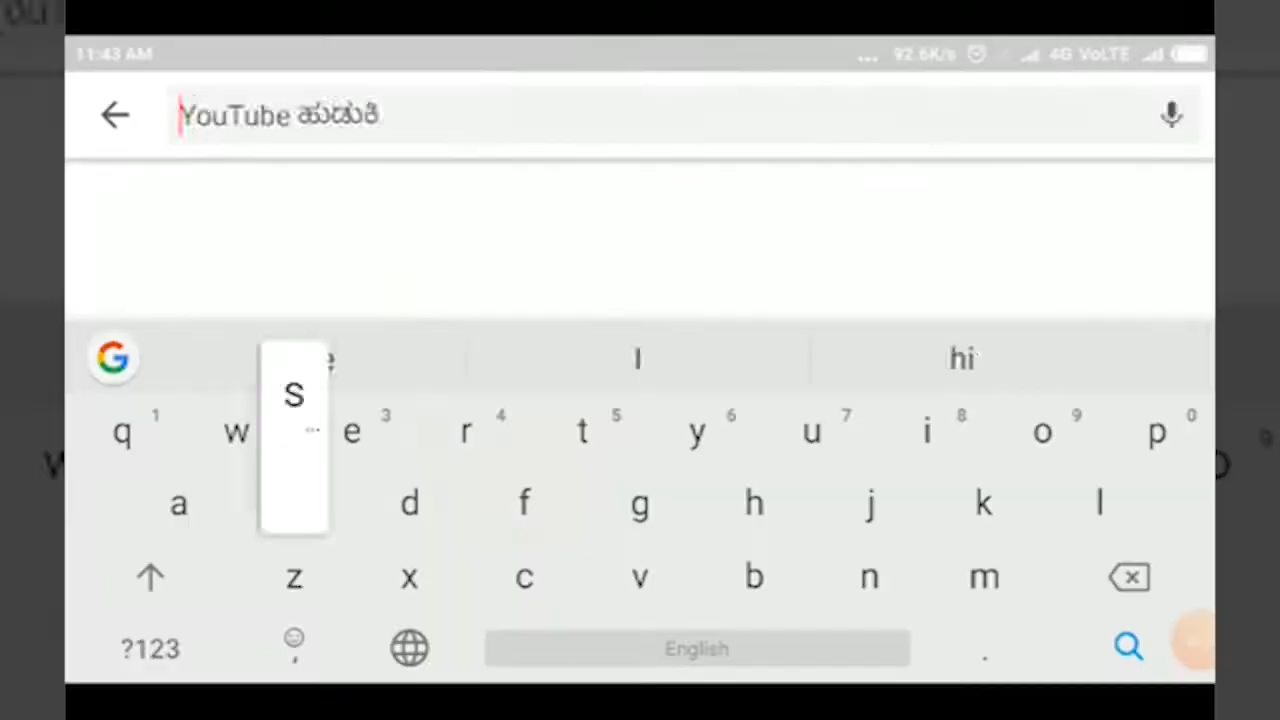 11:43 AM ... 92.6K/s 4G VoLTE
YouTube ಹುಡುಕಿ
I hi
q 1 w e 3 r 4 t 5 y 6 u 7 i 8 o 9 p 0
S
a d f g h j k l
z x c v b n m
?123 , English .